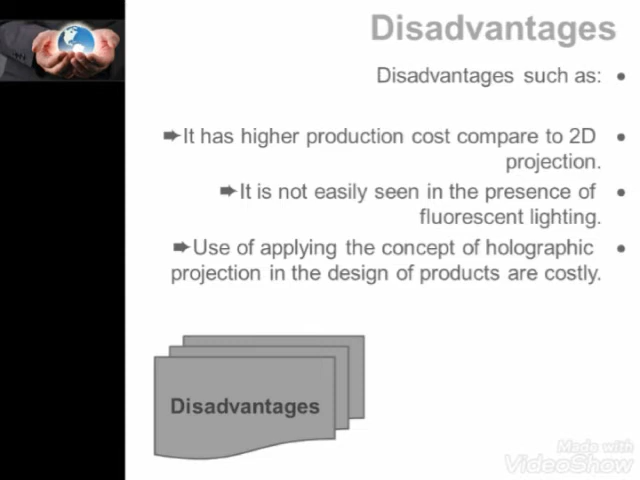 Disadvantages
Disadvantages such as: •
➨It has higher production cost compare to 2D •
projection.
➨It is not easily seen in the presence of •
fluorescent lighting.
➨Use of applying the concept of holographic •
projection in the design of products are costly.
Disadvantages
Made with
VideoShow